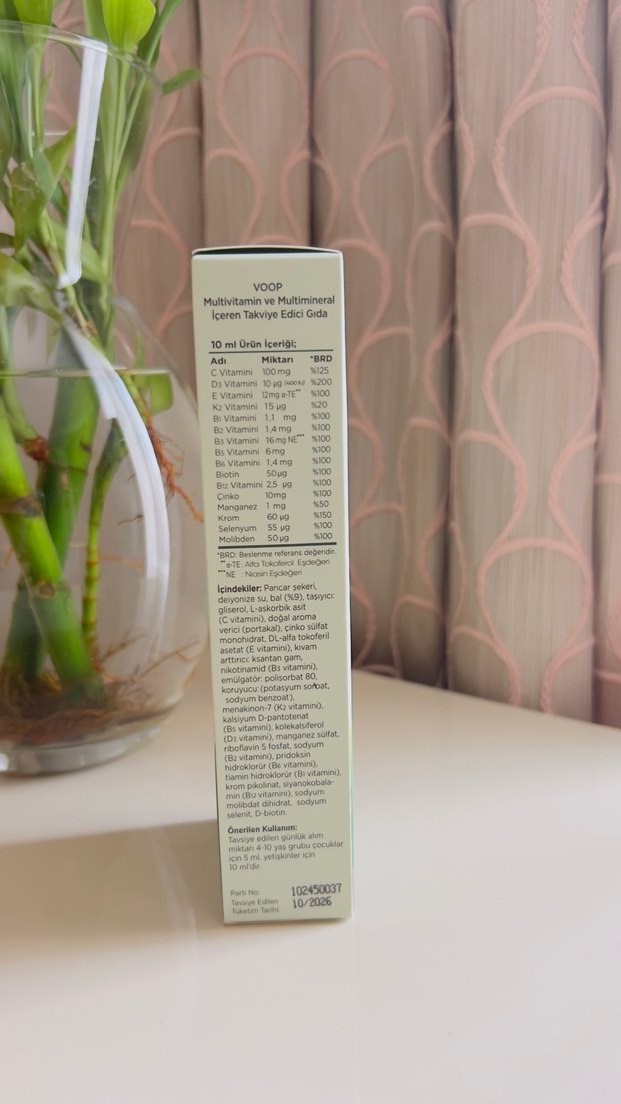 VOOP
Multivitamin ve Multimineral
İçeren Takviye Edici Gıda
10 ml Ürün İçeriği;
Adı Miktarı *BRD
C Vitamini 100 mg %125
D3 Vitamini 10 µg (400 IU) %200
E Vitamini 12mg α-TE** %100
K2 Vitamini 15 µg %20
B1 Vitamini 1,1 mg %100
B2 Vitamini 1,4 mg %100
B3 Vitamini 16 mg NE*** %100
B5 Vitamini 6 mg %100
B6 Vitamini 1,4 mg %100
Biotin 50 µg %100
B12 Vitamini 2,5 µg %100
Çinko 10mg %100
Manganez 1 mg %50
Krom 60 µg %150
Selenyum 55 µg %100
Molibden 50 µg %100
*BRD: Beslenme referans değeridir.
**α-TE: Alfa Tokoferol Eşdeğeri
***NE : Niasin Eşdeğeri
İçindekiler: Pancar şekeri,
deiyonize su, bal (%9), taşıyıcı:
gliserol, L-askorbik asit
(C vitamini), doğal aroma
verici (portakal), çinko sülfat
monohidrat, DL-alfa tokoferil
asetat (E vitamini), kıvam
arttırıcı: ksantan gam,
nikotinamid (B3 vitamini),
emülgatör: polisorbat 80,
koruyucu: (potasyum sorbat,
sodyum benzoat),
menakinon-7 (K2 vitamini),
kalsiyum D-pantotenat
(B5 vitamini), kolekalsiferol
(D3 vitamini), manganez sülfat,
riboflavin 5 fosfat, sodyum
(B2 vitamini), pridoksin
hidroklorür (B6 vitamini),
tiamin hidroklorür (B1 vitamini),
krom pikolinat, siyanokobala-
min (B12 vitamini), sodyum
molibdat dihidrat, sodyum
selenit, D-biotin.
Önerilen Kullanım:
Tavsiye edilen günlük alım
miktarı 4-10 yaş grubu çocuklar
için 5 ml, yetişkinler için
10 ml'dir.
Parti No: 102450037
Tavsiye Edilen 10/2026
Tüketim Tarihi: